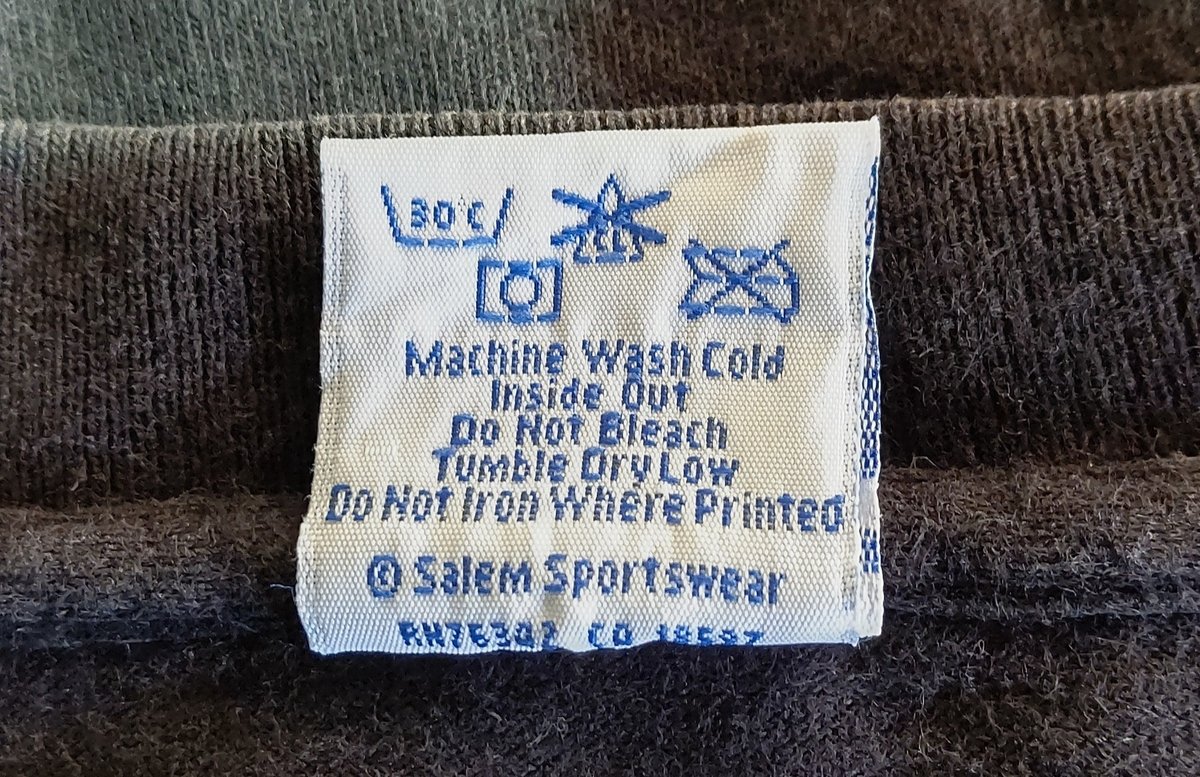 30°C
Machine Wash Cold
Inside Out
Do Not Bleach
Tumble Dry Low
Do Not Iron Where Printed
© Salem Sportswear